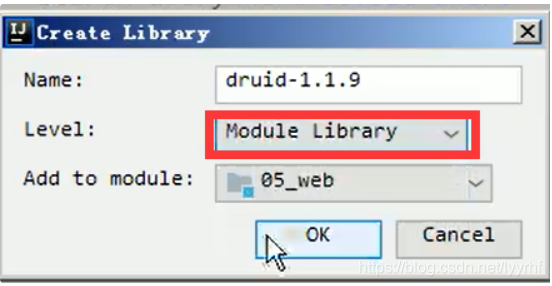 IJ Create Library
Name: druid-1.1.9
Level: Module Library
Add to module: 05_web
OK Cancel
https://blog.csdn.net/lyyrhf